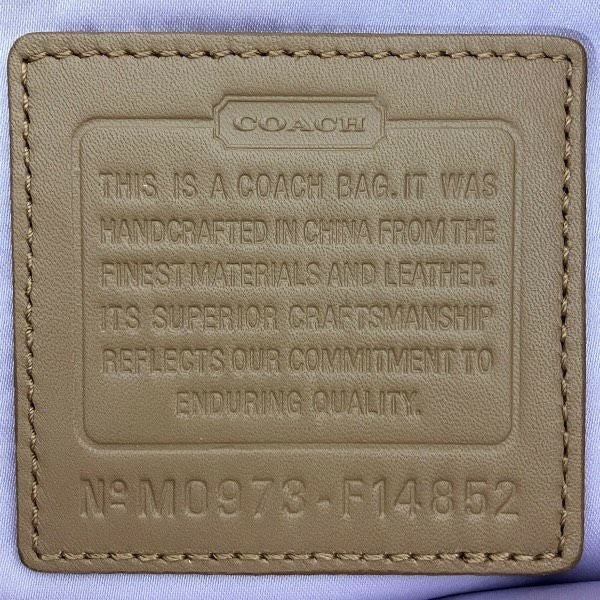 COACH
THIS IS A COACH BAG. IT WAS
HANDCRAFTED IN CHINA FROM THE
FINEST MATERIALS AND LEATHER.
ITS SUPERIOR CRAFTSMANSHIP
REFLECTS OUR COMMITMENT TO
ENDURING QUALITY.
Nº M0973-F14852